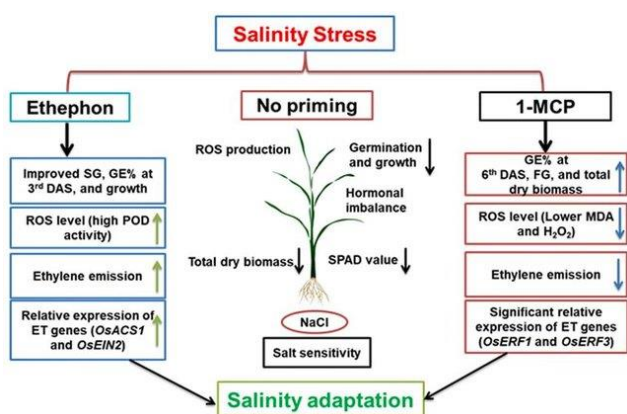 Salinity Stress
Ethephon
No priming
1-MCP
Improved SG, GE% at
3rd DAS, and growth
ROS level (high POD
activity)
Ethylene emission
Relative expression of
ET genes (OsACS1
and OsEIN2)
ROS production
Germination
and growth
Hormonal
imbalance
Total dry biomass
SPAD value
NaCl
Salt sensitivity
GE% at
6th DAS, FG, and total
dry biomass
ROS level (Lower MDA
and H₂O₂)
Ethylene emission
Significant relative
expression of ET genes
(OsERF1 and OsERF3)
Salinity adaptation